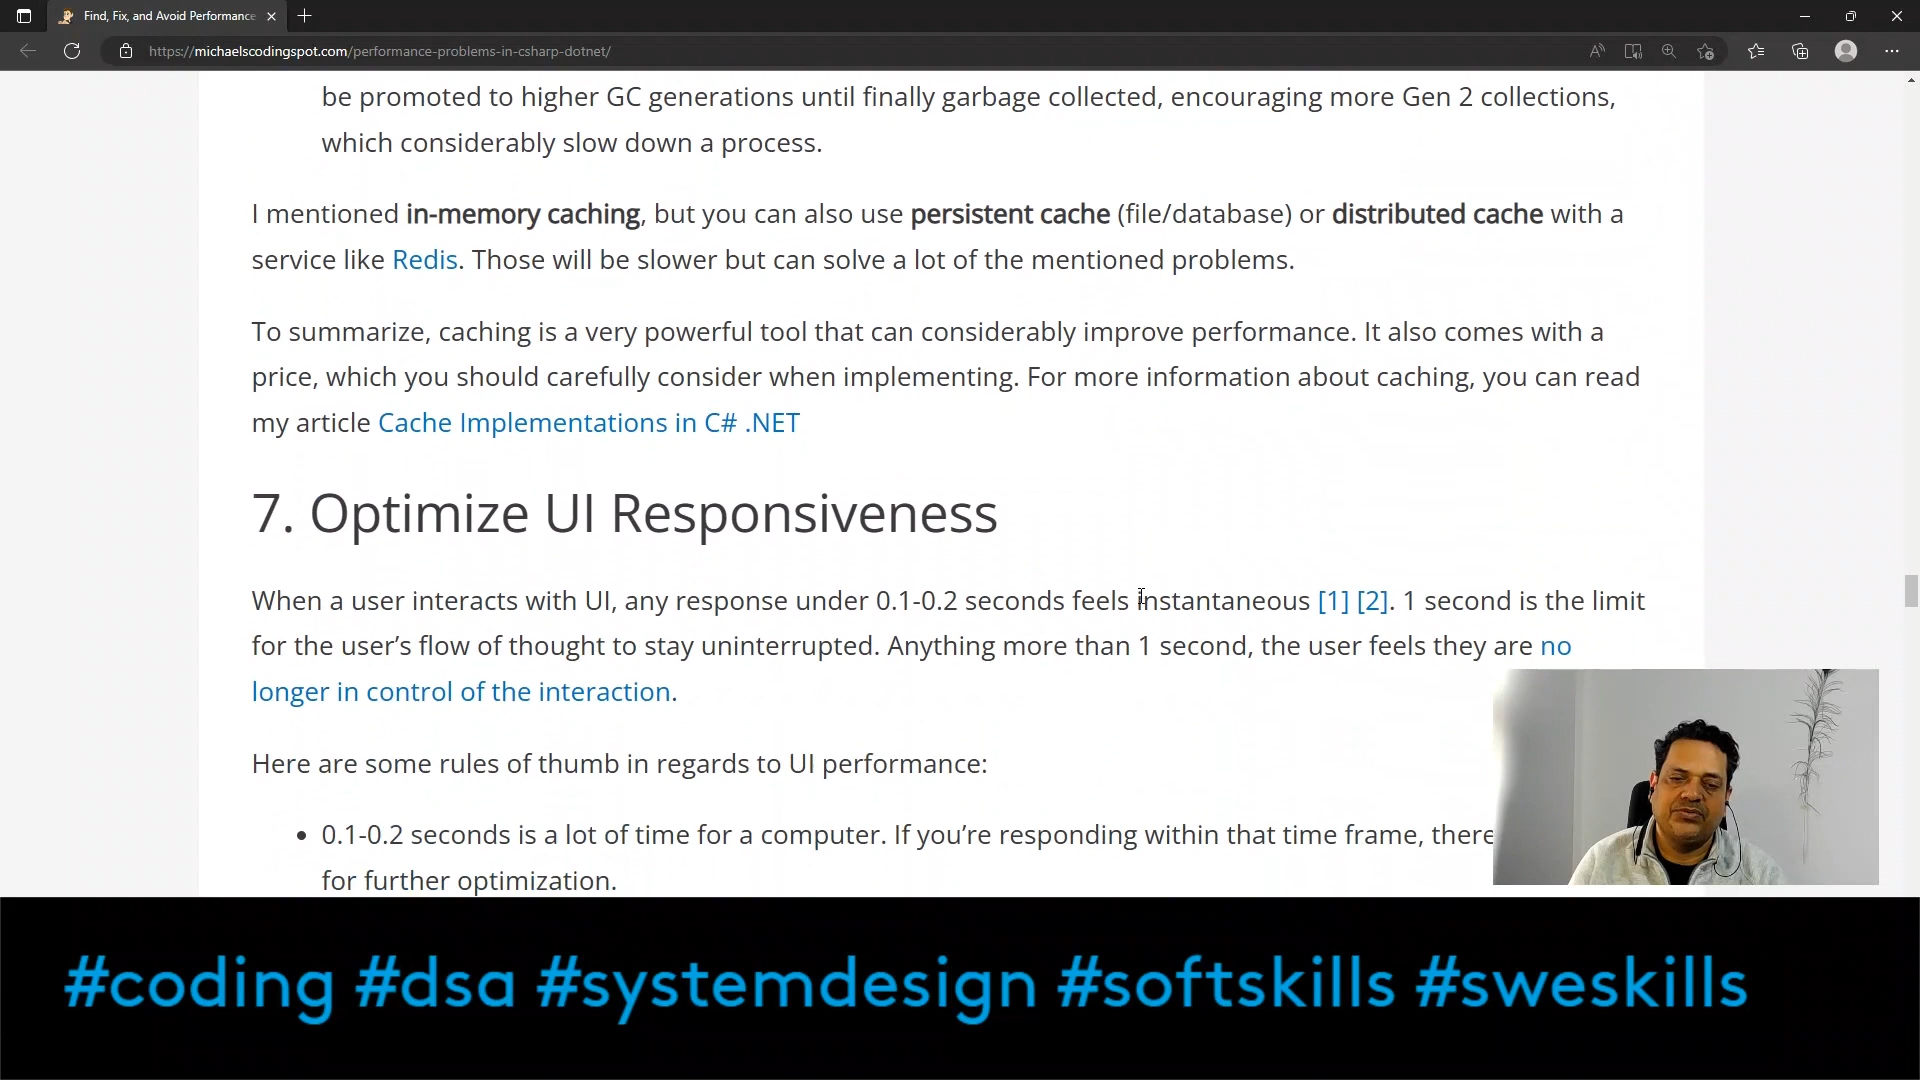 Find, Fix, and Avoid Performance
https://michaelscodingspot.com/performance-problems-in-csharp-dotnet/
be promoted to higher GC generations until finally garbage collected, encouraging more Gen 2 collections,
which considerably slow down a process.
I mentioned in-memory caching, but you can also use persistent cache (file/database) or distributed cache with a
service like Redis. Those will be slower but can solve a lot of the mentioned problems.
To summarize, caching is a very powerful tool that can considerably improve performance. It also comes with a
price, which you should carefully consider when implementing. For more information about caching, you can read
my article Cache Implementations in C# .NET
7. Optimize UI Responsiveness
When a user interacts with UI, any response under 0.1-0.2 seconds feels instantaneous [1] [2]. 1 second is the limit
for the user’s flow of thought to stay uninterrupted. Anything more than 1 second, the user feels they are no
longer in control of the interaction.
Here are some rules of thumb in regards to UI performance:
• 0.1-0.2 seconds is a lot of time for a computer. If you’re responding within that time frame, there
for further optimization.
#coding #dsa #systemdesign #softskills #sweskills